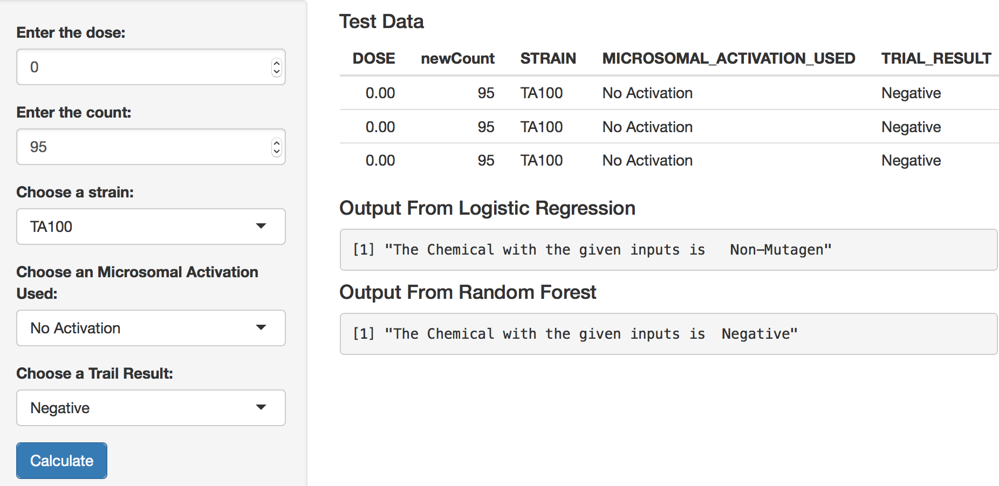 Enter the dose:
0
Enter the count:
95
Choose a strain:
TA100
Choose an Microsomal Activation
Used:
No Activation
Choose a Trail Result:
Negative
Calculate
Test Data
DOSE newCount STRAIN MICROSOMAL_ACTIVATION_USED TRIAL_RESULT
0.00 95 TA100 No Activation Negative
0.00 95 TA100 No Activation Negative
0.00 95 TA100 No Activation Negative
Output From Logistic Regression
[1] "The Chemical with the given inputs is   Non-Mutagen"
Output From Random Forest
[1] "The Chemical with the given inputs is  Negative"